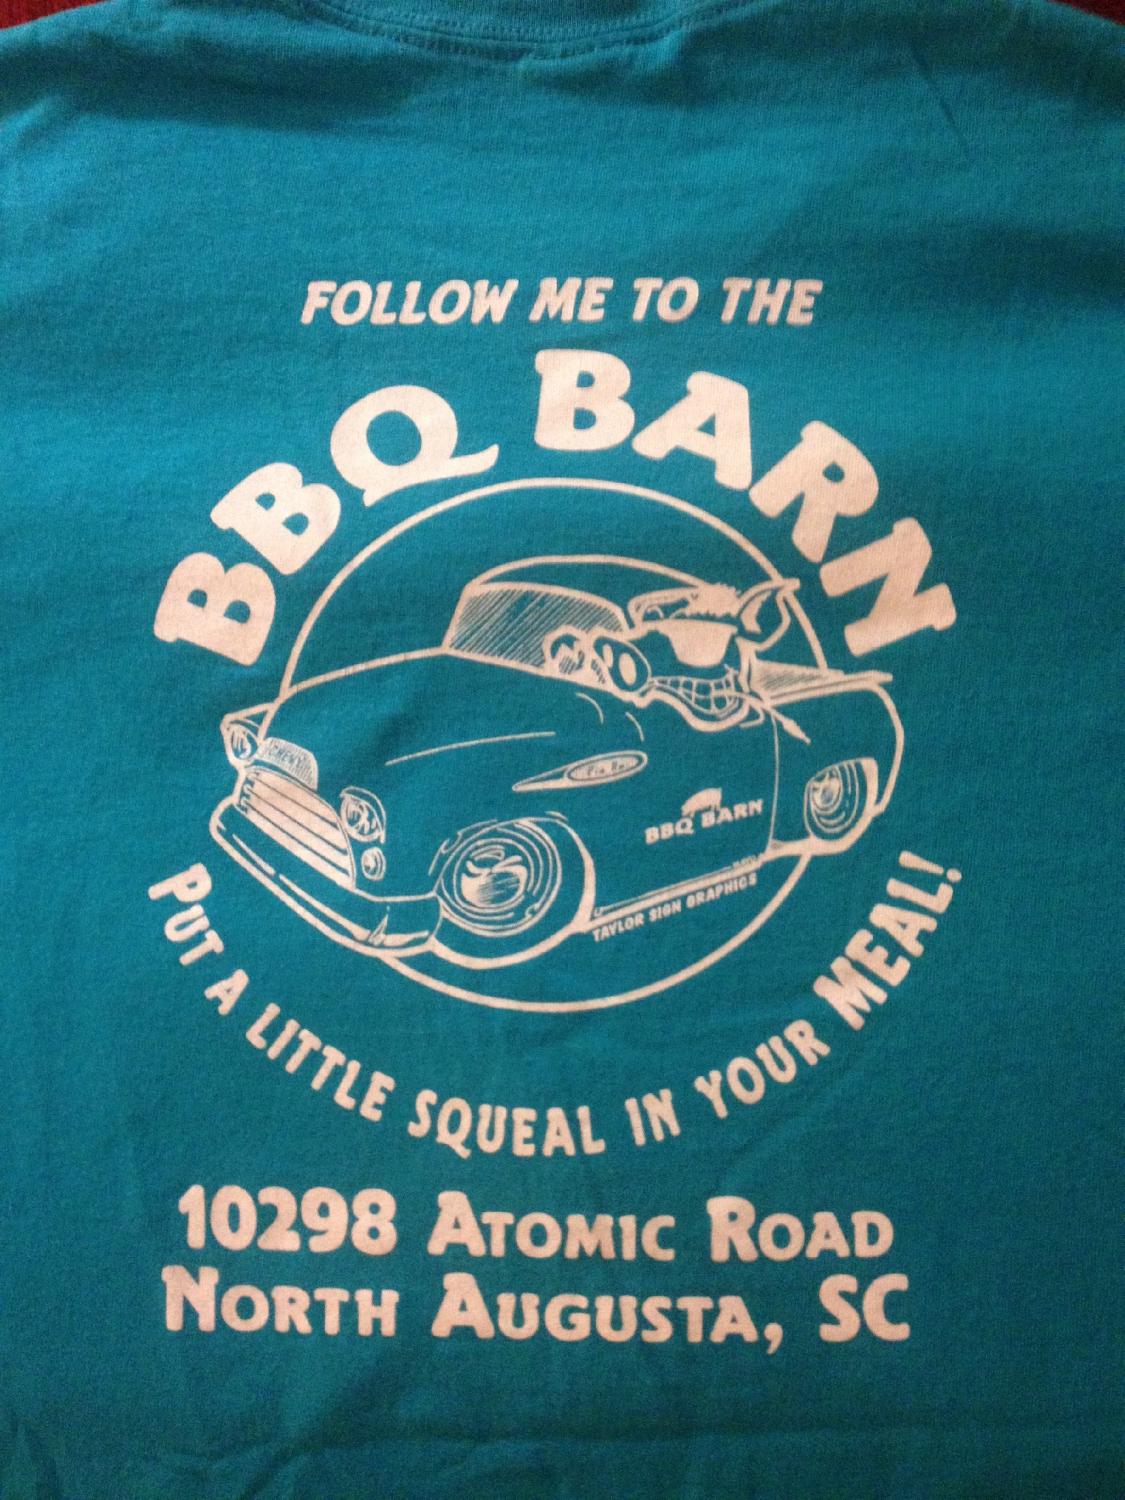 FOLLOW ME TO THE
BBQ BARN
CHEVROLET
BBQ BARN
TAYLOR SIGN GRAPHICS
PUT A LITTLE SQUEAL IN YOUR MEAL!
10298 ATOMIC ROAD
NORTH AUGUSTA, SC